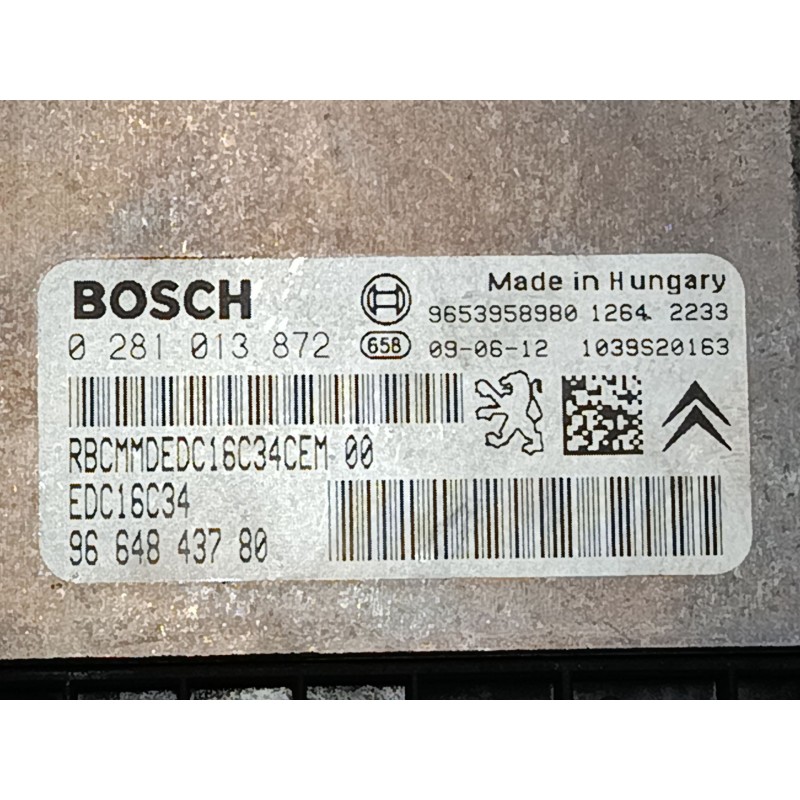 BOSCH
Made in Hungary
9653958980 1264 2233
0 281 013 872
658 09-06-12 1039S20163
RBCMMDEDC16C34CEM 00
EDC16C34
96 648 437 80